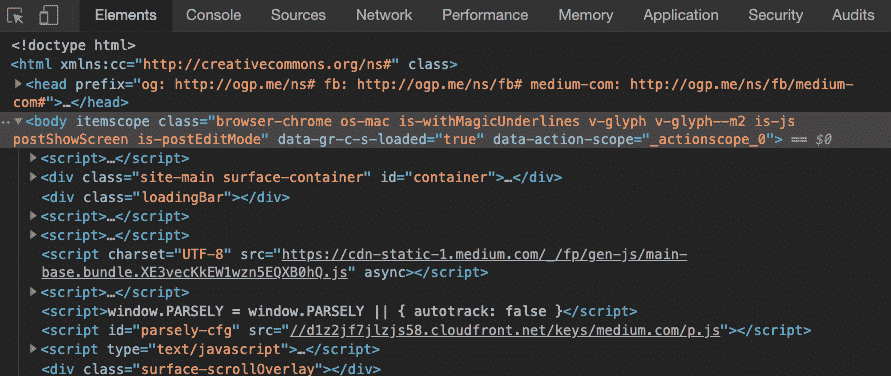 Elements Console Sources Network Performance Memory Application Security Audits
<!doctype html>
<html xmlns:cc="http://creativecommons.org/ns#" class>
▶<head prefix="og: http://ogp.me/ns# fb: http://ogp.me/ns/fb# medium-com: http://ogp.me/ns/fb/medium-
com#">…</head>
…▼<body itemscope class="browser-chrome os-mac is-withMagicUnderlines v-glyph v-glyph--m2 is-js
postShowScreen is-postEditMode" data-gr-c-s-loaded="true" data-action-scope="_actionscope_0"> == $0
▶<script>…</script>
▶<div class="site-main surface-container" id="container">…</div>
<div class="loadingBar"></div>
▶<script>…</script>
▶<script>…</script>
<script charset="UTF-8" src="https://cdn-static-1.medium.com/_/fp/gen-js/main-
base.bundle.XE3vecKkEW1wzn5EQXB0hQ.js" async></script>
▶<script>…</script>
<script>window.PARSELY = window.PARSELY || { autotrack: false }</script>
<script id="parsely-cfg" src="//d1z2jf7jlzjs58.cloudfront.net/keys/medium.com/p.js"></script>
▶<script type="text/javascript">…</script>
<div class="surface-scrollOverlay"></div>